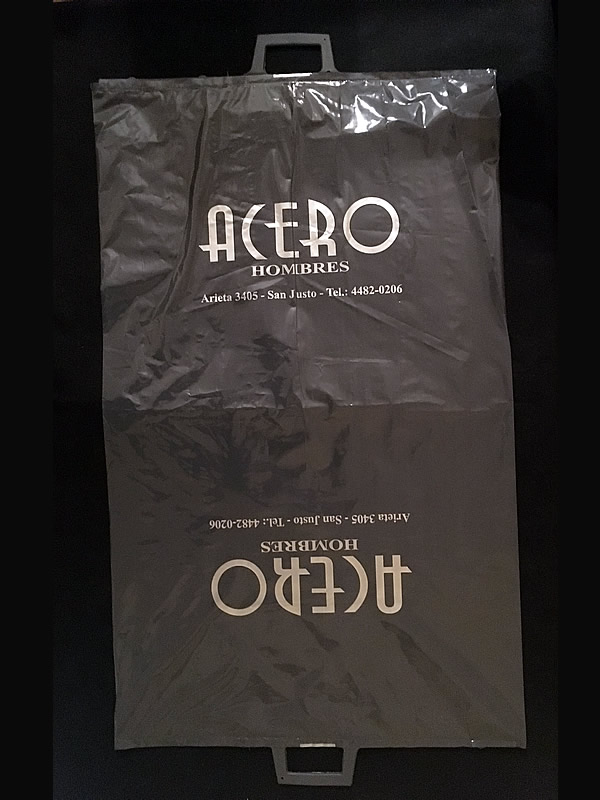 ACERO
HOMBRES
Arieta 3405 - San Justo - Tel.: 4482-0206
Arieta 3405 - San Justo - Tel.: 4482-0206
HOMBRES
ACERO